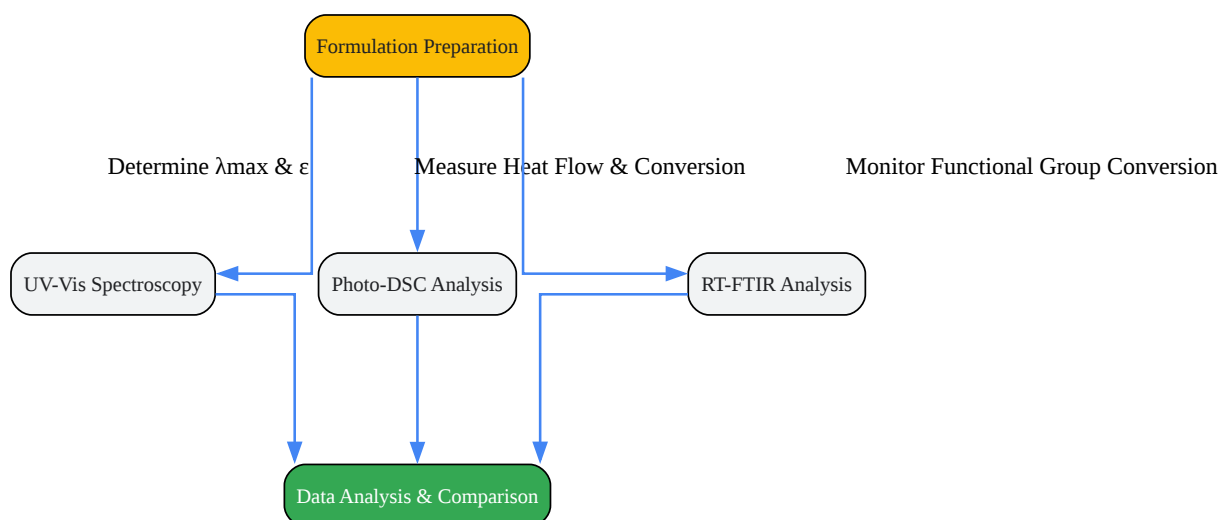 Formulation Preparation
Determine λmax & ε
Measure Heat Flow & Conversion
Monitor Functional Group Conversion
UV-Vis Spectroscopy
Photo-DSC Analysis
RT-FTIR Analysis
Data Analysis & Comparison